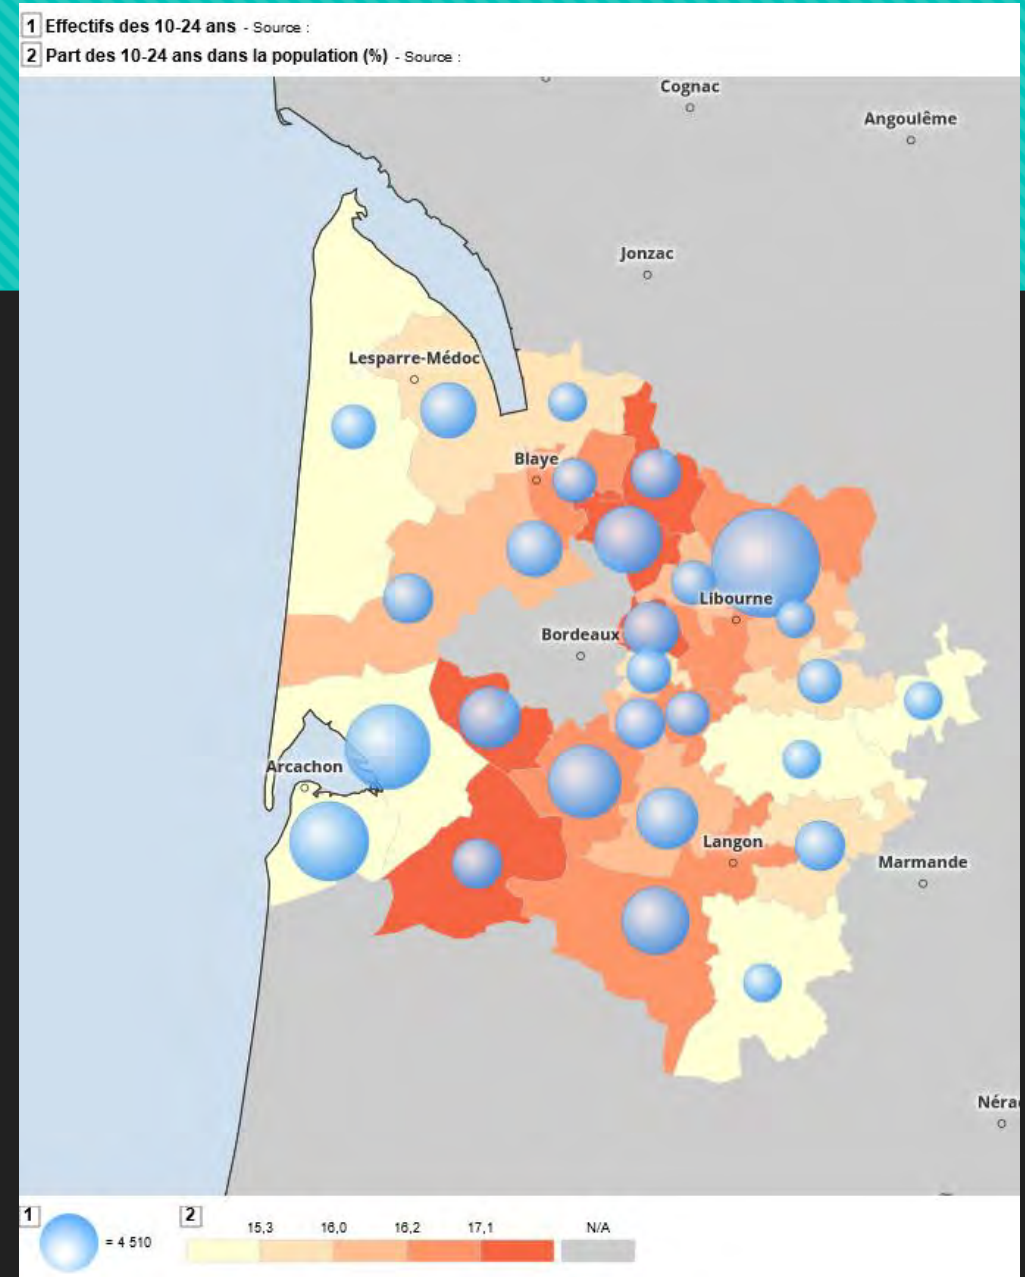 1 Effectifs des 10-24 ans - Source :
2 Part des 10-24 ans dans la population (%) - Source :
Cognac
Angoulême
Jonzac
Lesparre-Médoc
Blaye
Libourne
Bordeaux
Arcachon
Langon
Marmande
Néra
1
= 4 510
2
15,3 16,0 16,2 17,1 N/A